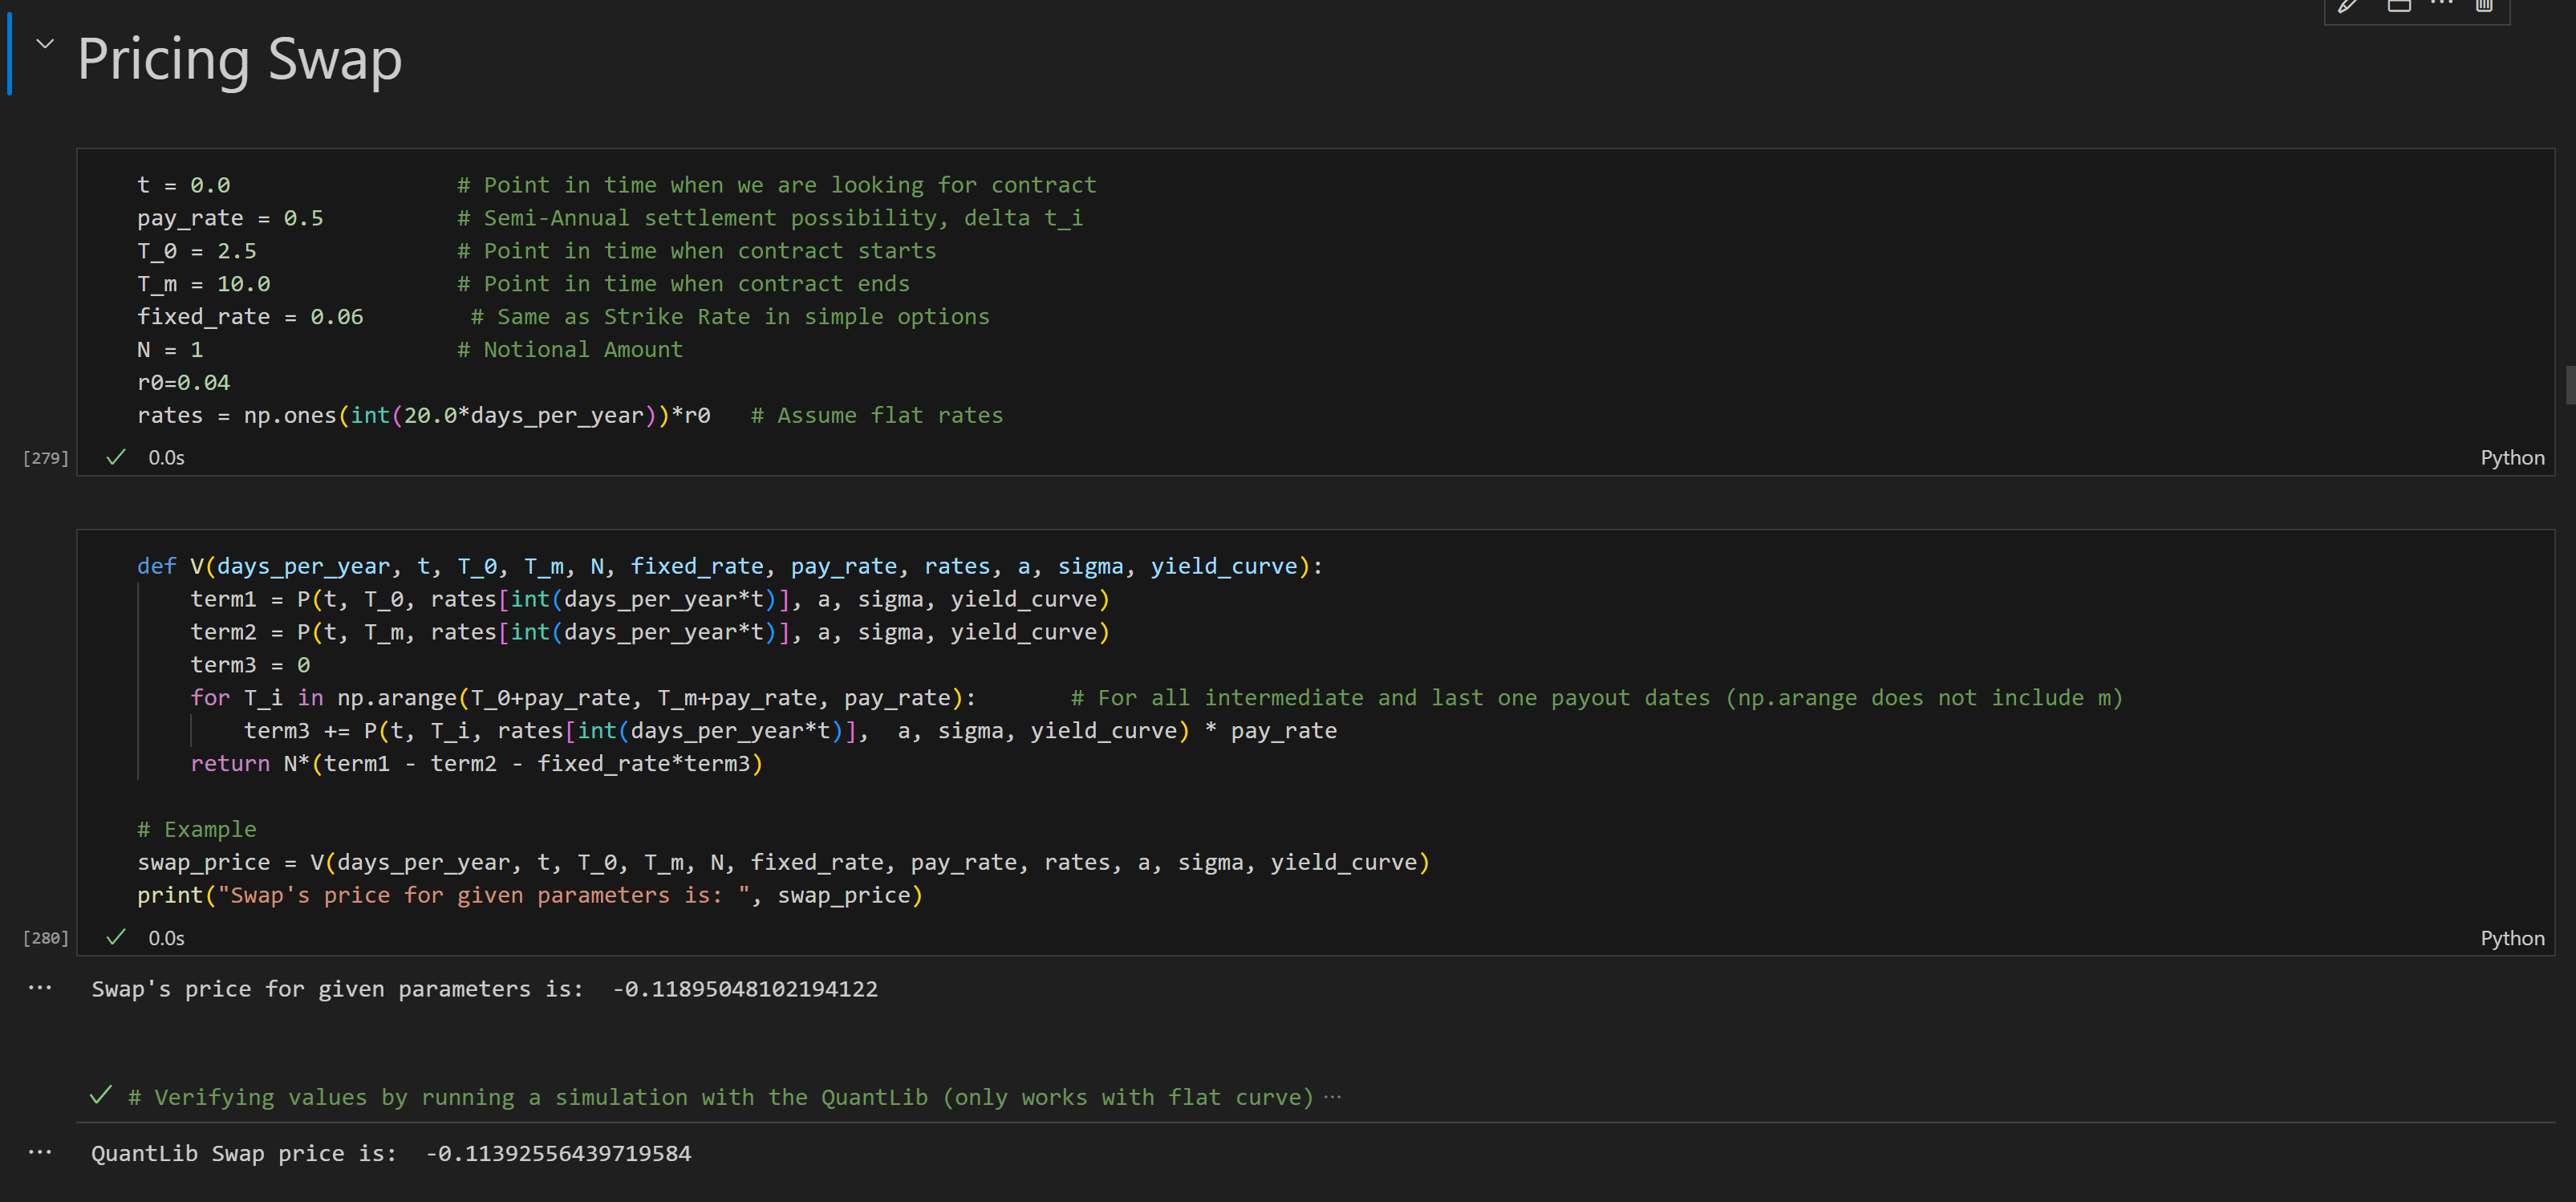 Pricing Swap
t = 0.0                 # Point in time when we are looking for contract
pay_rate = 0.5          # Semi-Annual settlement possibility, delta t_i
T_0 = 2.5               # Point in time when contract starts
T_m = 10.0              # Point in time when contract ends
fixed_rate = 0.06        # Same as Strike Rate in simple options
N = 1                   # Notional Amount
r0=0.04
rates = np.ones(int(20.0*days_per_year))*r0   # Assume flat rates
[279] ✓ 0.0s Python
def V(days_per_year, t, T_0, T_m, N, fixed_rate, pay_rate, rates, a, sigma, yield_curve):
    term1 = P(t, T_0, rates[int(days_per_year*t)], a, sigma, yield_curve)
    term2 = P(t, T_m, rates[int(days_per_year*t)], a, sigma, yield_curve)
    term3 = 0
    for T_i in np.arange(T_0+pay_rate, T_m+pay_rate, pay_rate):       # For all intermediate and last one payout dates (np.arange does not include m)
        term3 += P(t, T_i, rates[int(days_per_year*t)],  a, sigma, yield_curve) * pay_rate
    return N*(term1 - term2 - fixed_rate*term3)
# Example
swap_price = V(days_per_year, t, T_0, T_m, N, fixed_rate, pay_rate, rates, a, sigma, yield_curve)
print("Swap's price for given parameters is: ", swap_price)
[280] ✓ 0.0s Python
... Swap's price for given parameters is:  -0.11895048102194122
✓ # Verifying values by running a simulation with the QuantLib (only works with flat curve) ...
... QuantLib Swap price is:  -0.11392556439719584